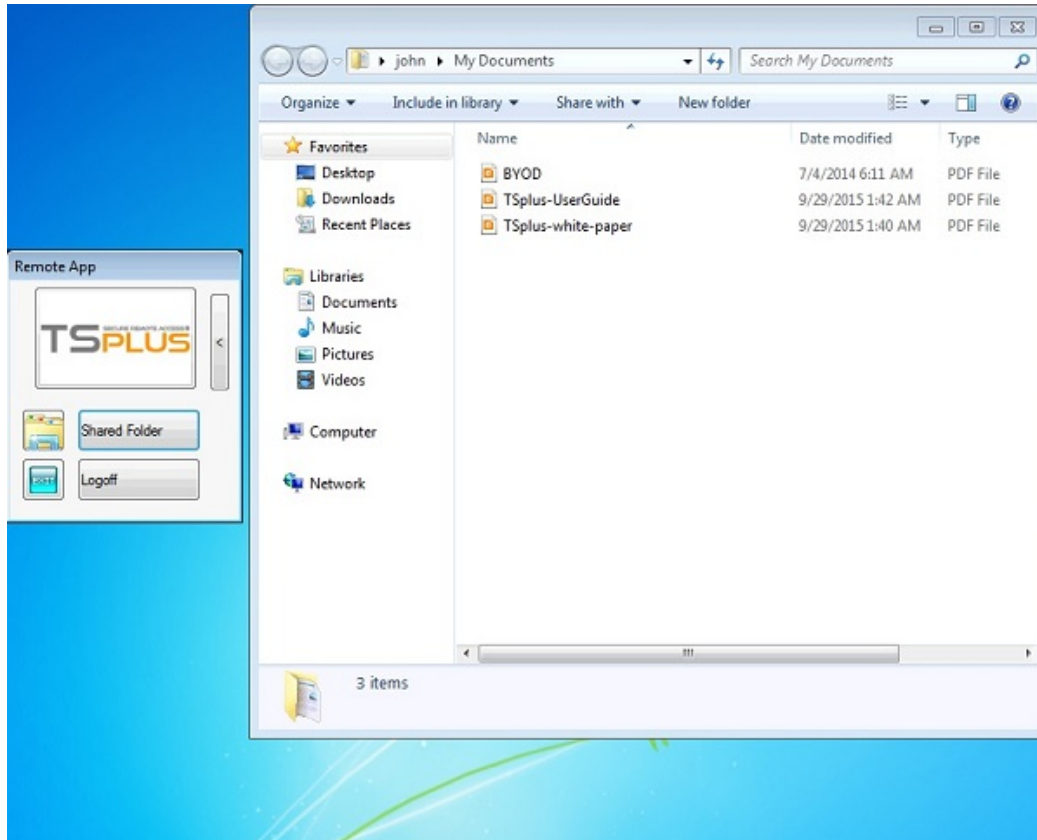 john ▸ My Documents
Search My Documents
Organize
Include in library
Share with
New folder
Favorites
Desktop
Downloads
Recent Places
Libraries
Documents
Music
Pictures
Videos
Computer
Network
Name Date modified Type
BYOD 7/4/2014 6:11 AM PDF File
TSplus-UserGuide 9/29/2015 1:42 AM PDF File
TSplus-white-paper 9/29/2015 1:40 AM PDF File
3 items
Remote App
SECURE REMOTE ACCESS
TSPLUS
<
Shared Folder
Logoff